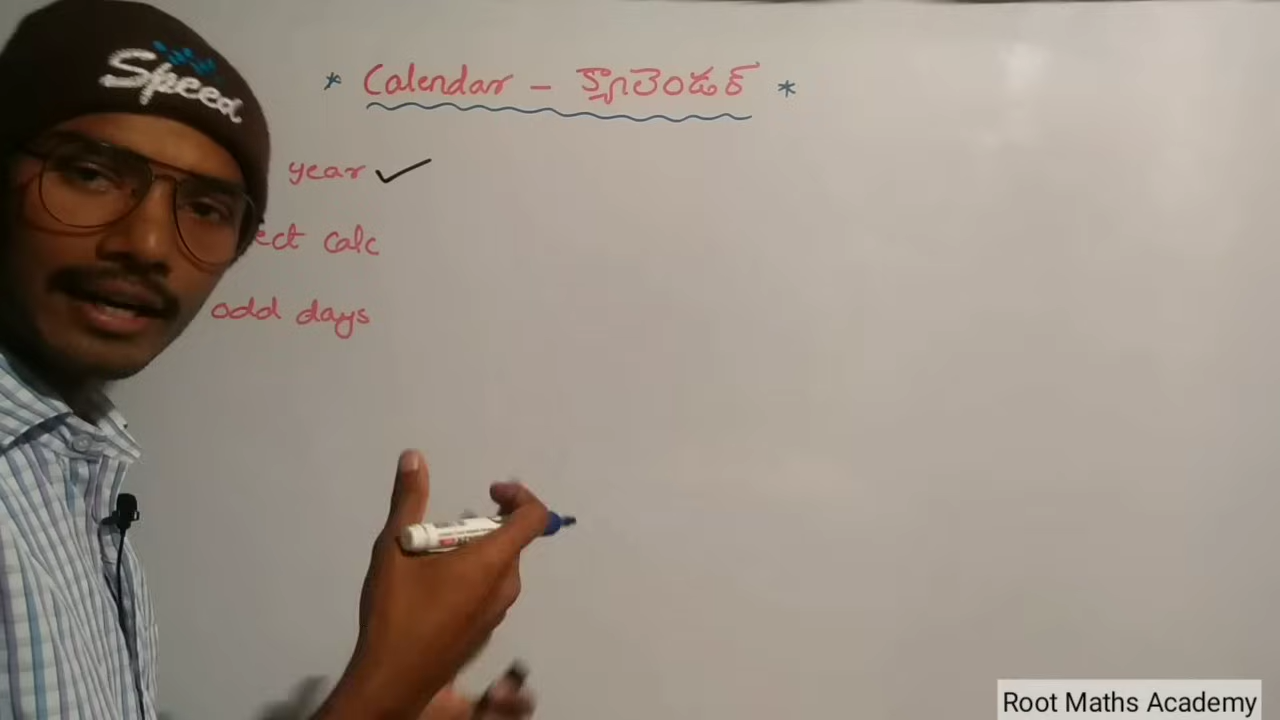 * Calendar - క్యాలెండర్ *
Speed
year ✓
ect calc
odd days
Root Maths Academy